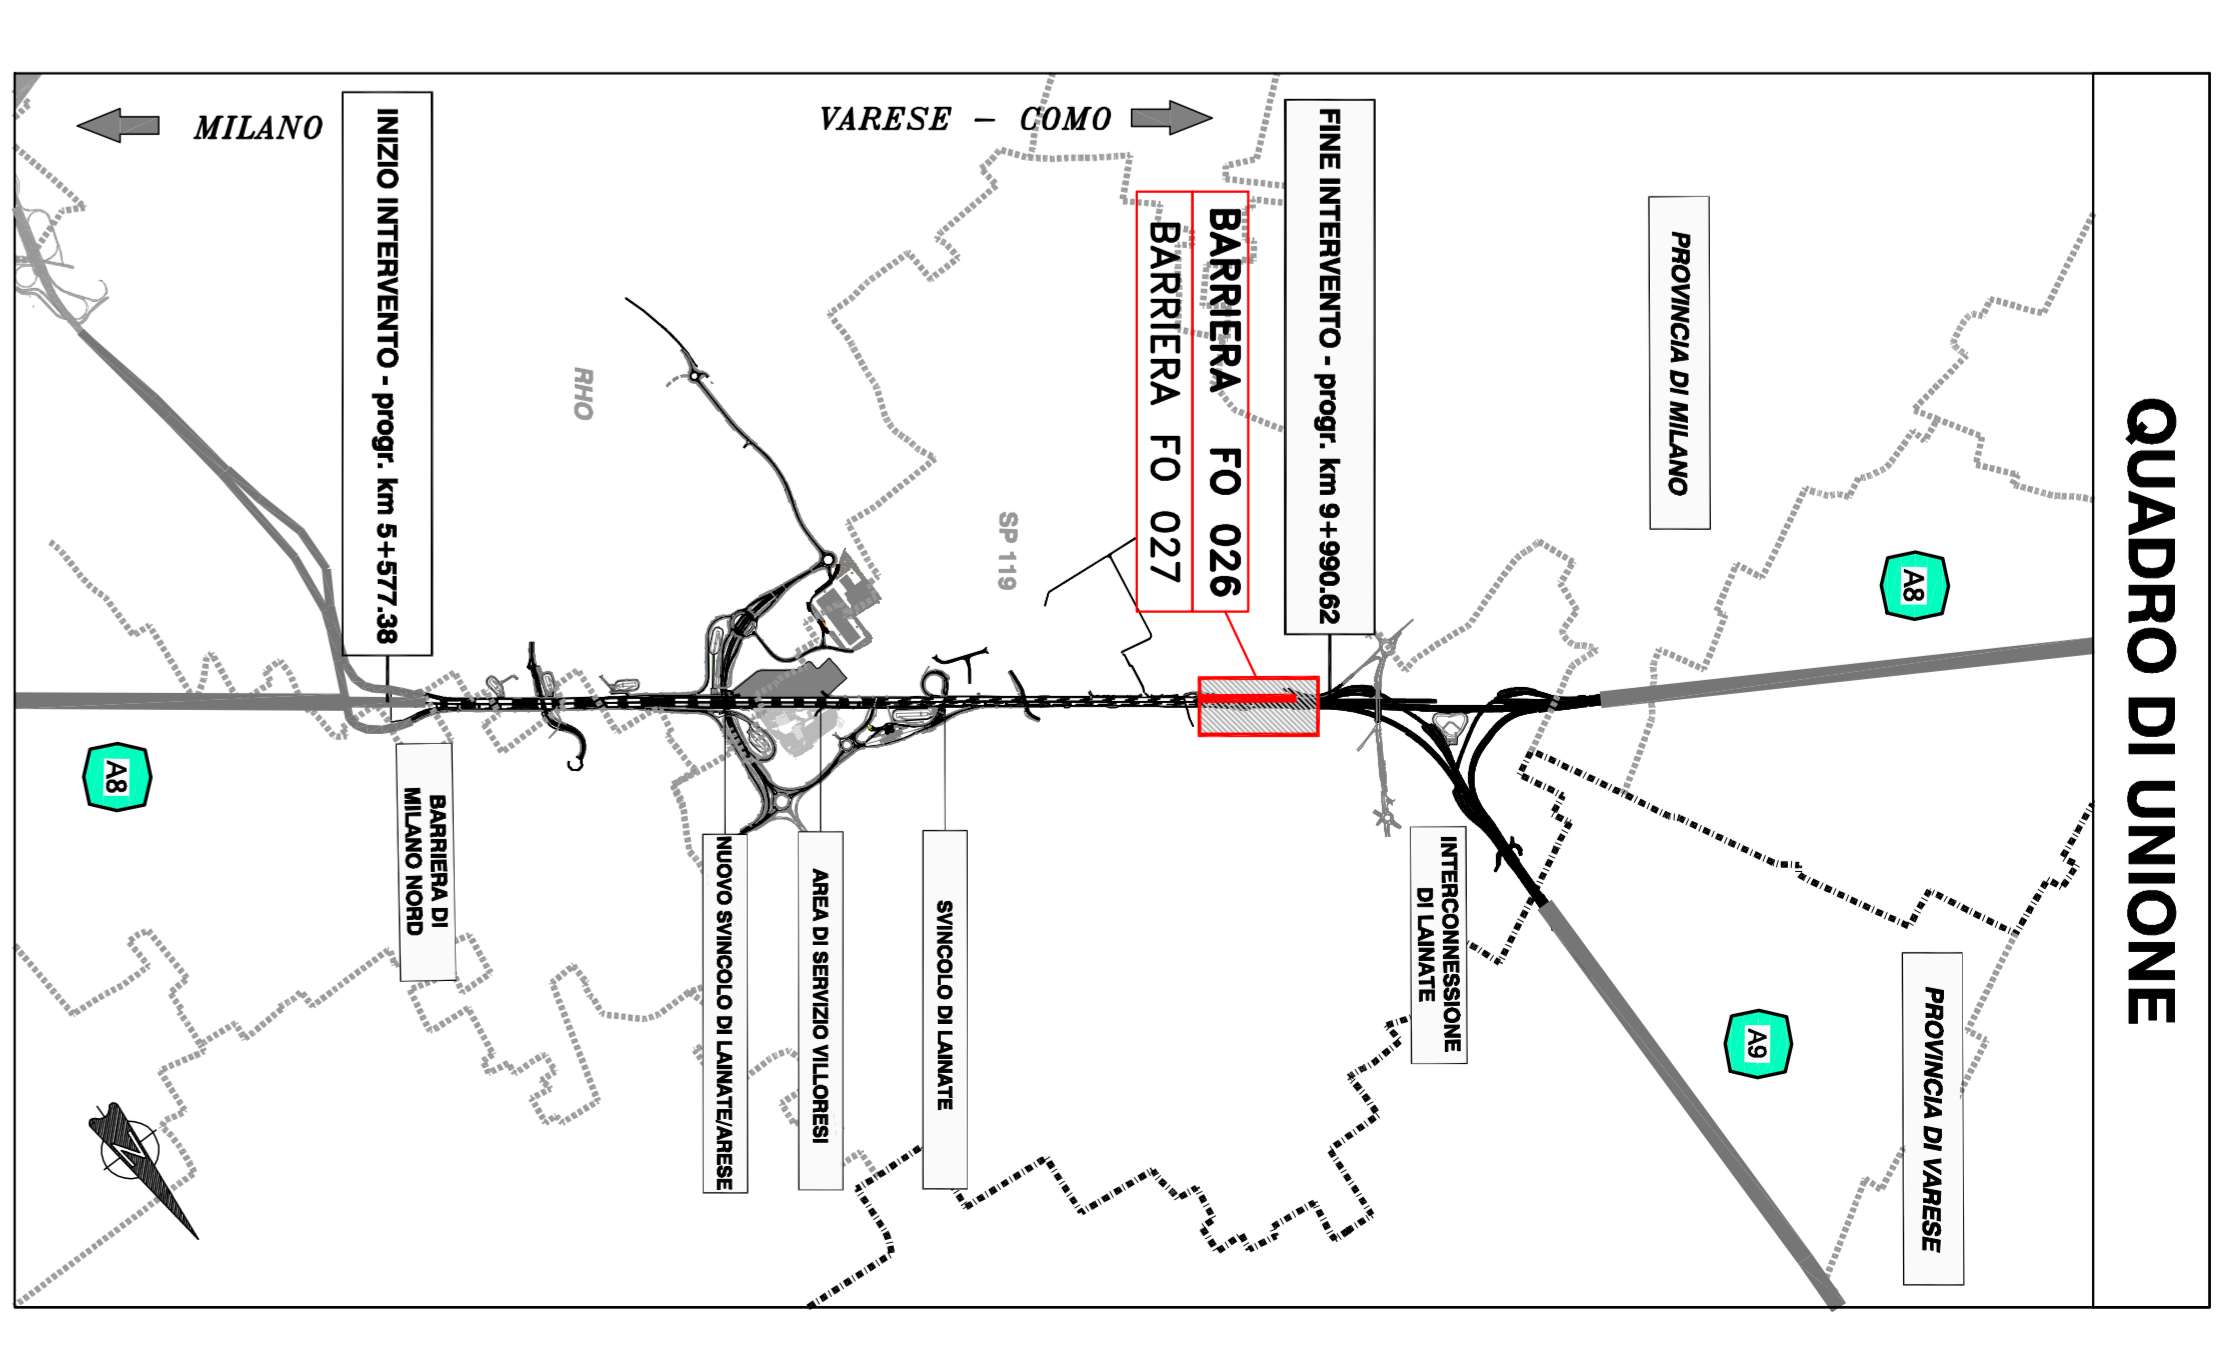 QUADRO DI UNIONE
MILANO
VARESE - COMO
INIZIO INTERVENTO - progr. km 5+577.38
FINE INTERVENTO - progr. km 9+990.62
BARRIERA FO 026
BARRIERA FO 027
PROVINCIA DI MILANO
RHO
SP 119
A8
A8
BARRIERA DI
MILANO NORD
NUOVO SVINCOLO DI LAINATE/ARESE
AREA DI SERVIZIO VILLORESI
SVINCOLO DI LAINATE
INTERCONNESSIONE
DI LAINATE
A9
PROVINCIA DI VARESE
N